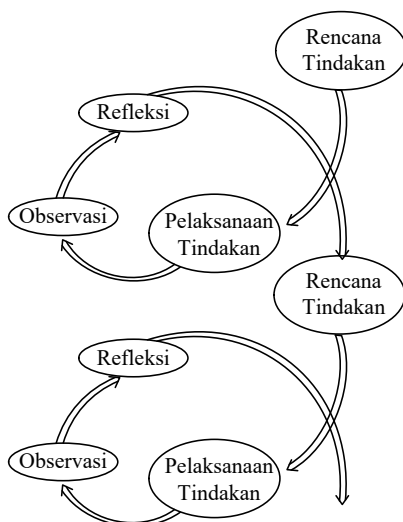 Rencana
Tindakan
Refleksi
Observasi
Pelaksanaan
Tindakan
Rencana
Tindakan
Refleksi
Observasi
Pelaksanaan
Tindakan